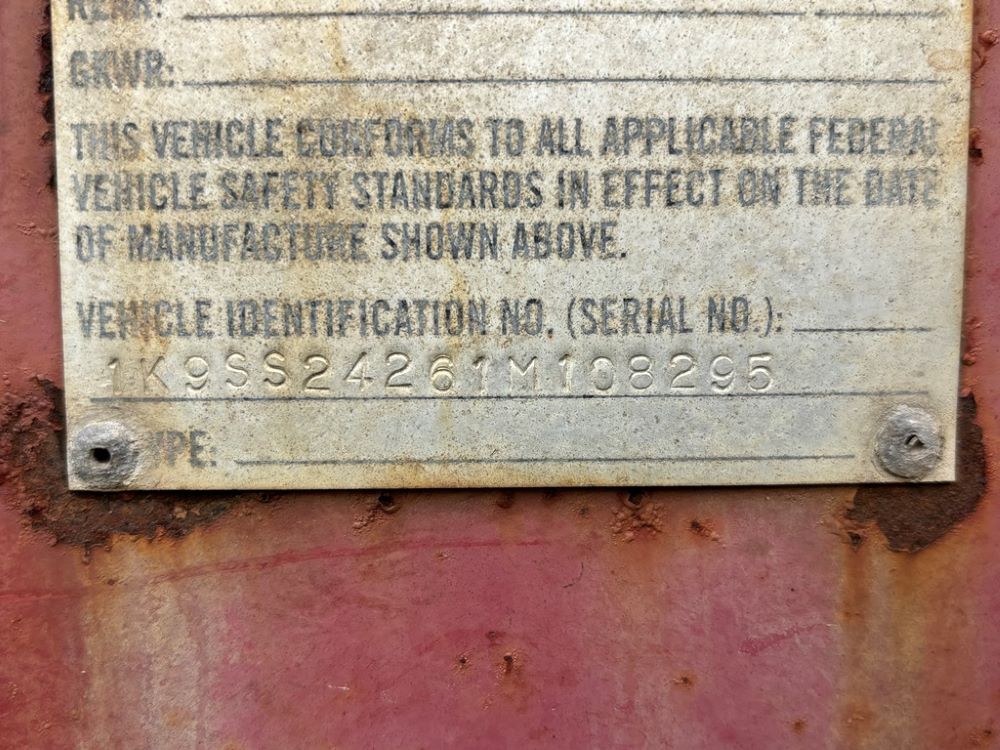 REAR:
GKWR:
THIS VEHICLE CONFORMS TO ALL APPLICABLE FEDERAL
VEHICLE SAFETY STANDARDS IN EFFECT ON THE DATE
OF MANUFACTURE SHOWN ABOVE.
VEHICLE IDENTIFICATION NO. (SERIAL NO.):
1K9SS24261M108295